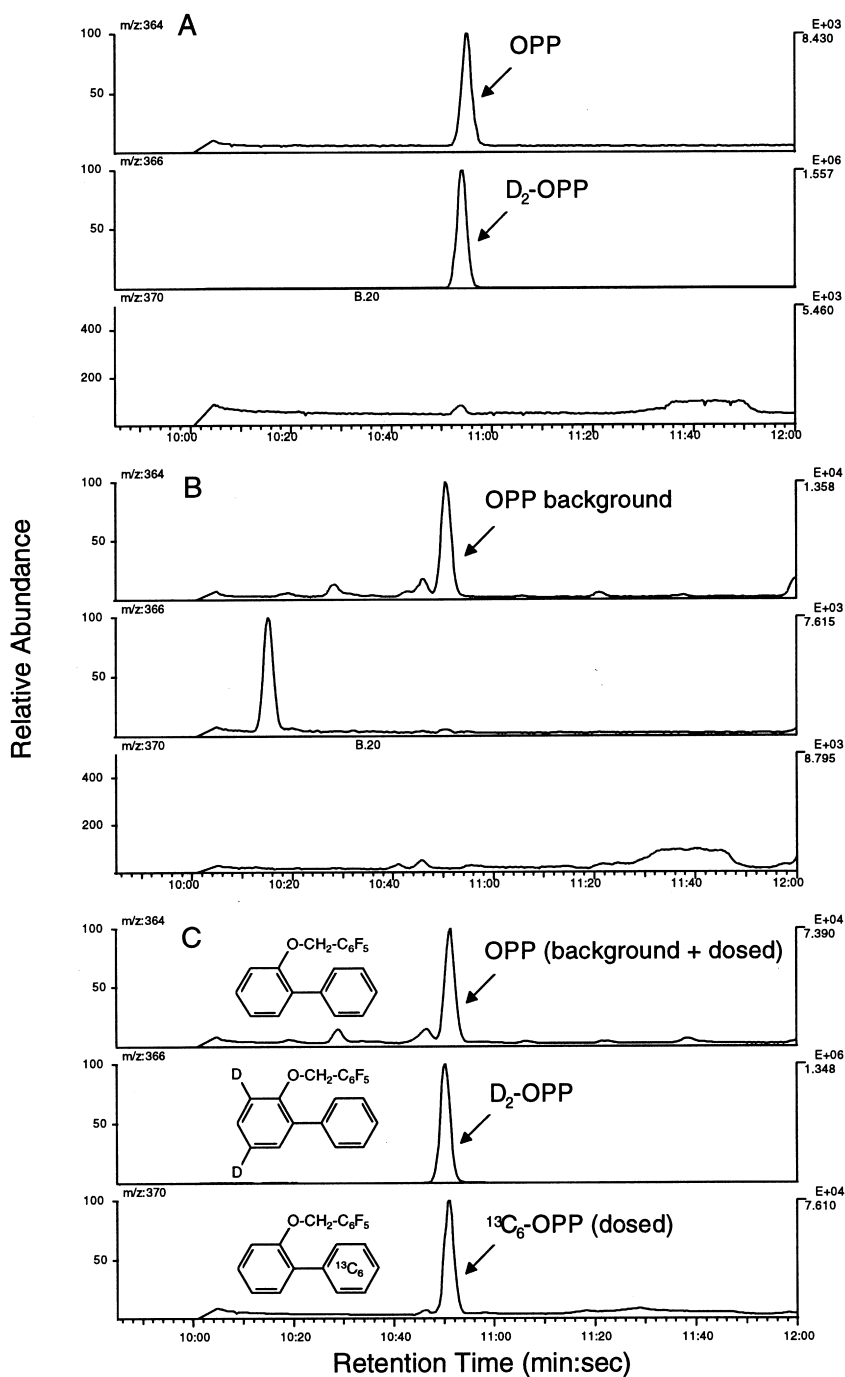 m/z:364
A
E+03
8.430
100
50
OPP
m/z:366
E+06
1.557
100
50
D2-OPP
m/z:370
B.20
E+03
5.460
400
200
10:00 10:20 10:40 11:00 11:20 11:40 12:00
m/z:364
B
E+04
1.358
100
50
OPP background
m/z:366
E+03
7.615
100
50
m/z:370
B.20
E+03
8.795
400
200
10:00 10:20 10:40 11:00 11:20 11:40 12:00
m/z:364
C
E+04
7.390
100
50
O-CH2-C6F5
OPP (background + dosed)
m/z:366
E+06
1.348
100
50
D
O-CH2-C6F5
D
D2-OPP
m/z:370
E+04
7.610
100
50
O-CH2-C6F5
13C6
13C6-OPP (dosed)
10:00 10:20 10:40 11:00 11:20 11:40 12:00
Retention Time (min:sec)
Relative Abundance